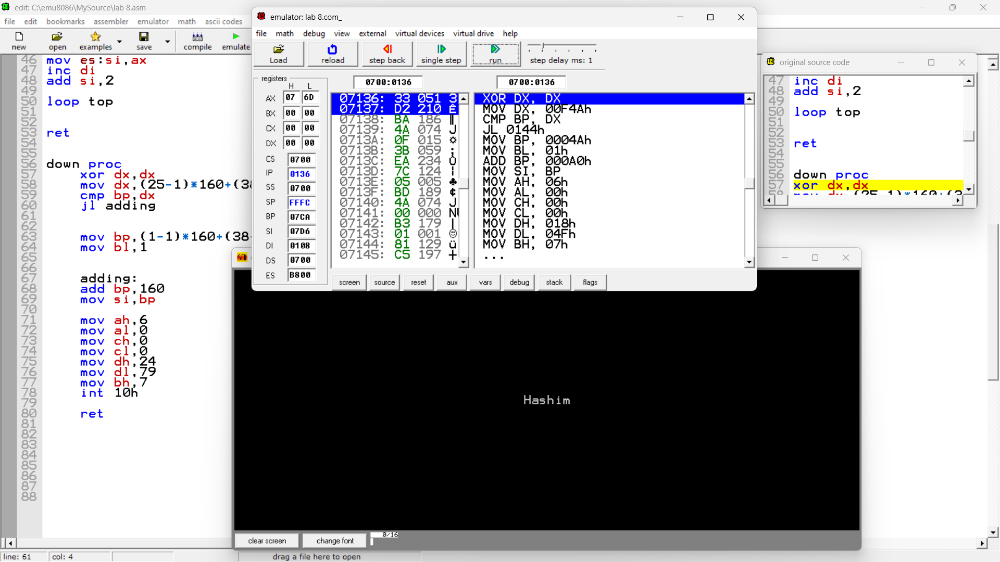 edit: C:\emu8086\MySource\lab 8.asm
file edit bookmarks assembler emulator math ascii codes
new open examples save compile emulate
46 mov es:si,ax
47 inc di
48 add si,2
49
50 loop top
51
52
53 ret
54
55
56 down proc
57 xor dx,dx
58 mov dx,(25-1)*160+(38
59 cmp bp,dx
60 jl adding
61
62
63 mov bp,(1-1)*160+(38
64 mov bl,1
65
66
67 adding:
68 add bp,160
69 mov si,bp
70
71 mov ah,6
72 mov al,0
73 mov ch,0
74 mov cl,0
75 mov dh,24
76 mov dl,79
77 mov bh,7
78 int 10h
79
80 ret
81
82
83
84
85
86
87
88
line: 61 col: 4 drag a file here to open
emulator: lab 8.com_
file math debug view external virtual devices virtual drive help
Load reload step back single step run step delay ms: 1
registers 0700:0136 0700:0136
H L
AX 07 6D
BX 00 00
CX 00 00
DX 00 00
CS 0700
IP 0136
SS 0700
SP FFFC
BP 07CA
SI 07D6
DI 0108
DS 0700
ES B800
07136: 33 051 3
07137: D2 210
07138: BA 186 ‖
07139: 4A 074 J
0713A: 0F 015 ☼
0713B: 3B 059 ;
0713C: EA 234
0713D: 7C 124 |
0713E: 05 005 ♣
0713F: BD 189 ¢
07140: 4A 074 J
07141: 00 000 NU
07142: B3 179 |
07143: 01 001 ☺
07144: 81 129 ü
07145: C5 197 +
XOR DX, DX
MOV DX, 00F4Ah
CMP BP, DX
JL 0144h
MOV BP, 0004Ah
MOV BL, 01h
ADD BP, 000A0h
MOV SI, BP
MOV AH, 06h
MOV AL, 00h
MOV CH, 00h
MOV CL, 00h
MOV DH, 018h
MOV DL, 04Fh
MOV BH, 07h
...
screen source reset aux vars debug stack flags
original source code
47 inc di
48 add si,2
49
50 loop top
51
52
53 ret
54
55
56 down proc
57 xor dx,dx
SCR
Hashim
clear screen change font 0/16